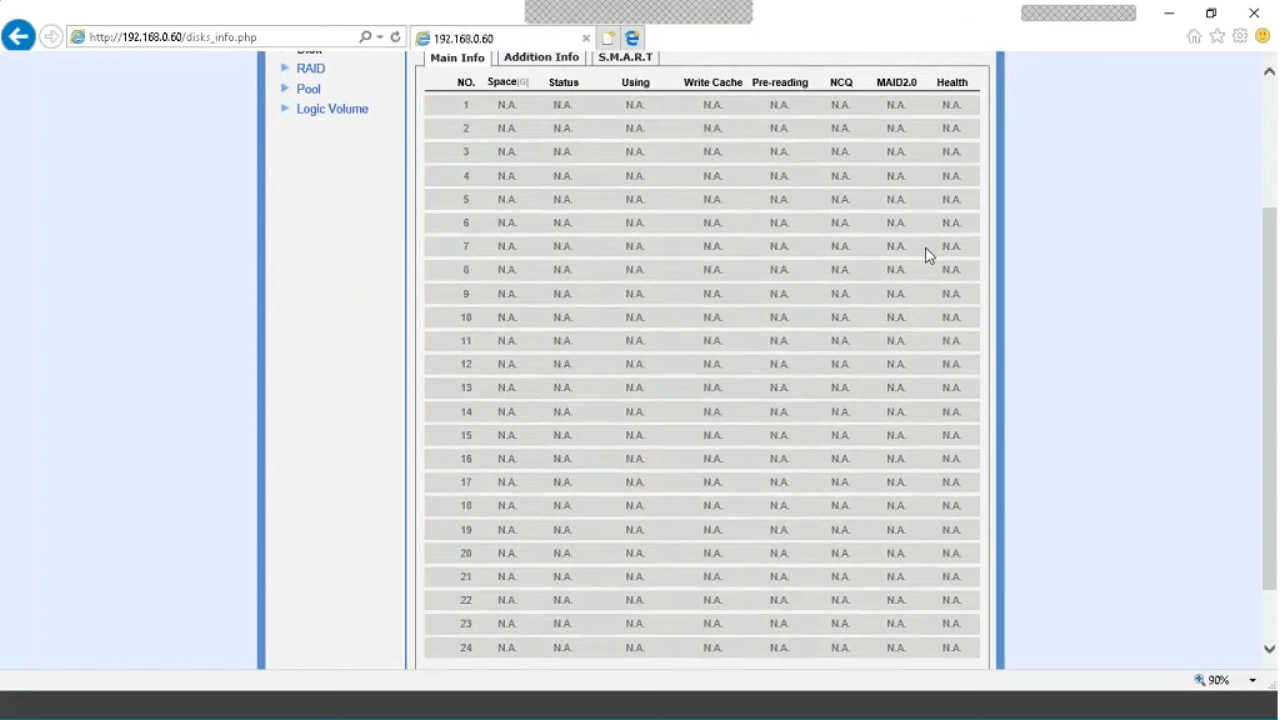 http://192.168.0.60/disks_info.php
192.168.0.60
Disk
RAID
Pool
Logic Volume
Main Info Addition Info S.M.A.R.T
NO. Space[G] Status Using Write Cache Pre-reading NCQ MAID2.0 Health
1 N.A. N.A. N.A. N.A. N.A. N.A. N.A. N.A.
2 N.A. N.A. N.A. N.A. N.A. N.A. N.A. N.A.
3 N.A. N.A. N.A. N.A. N.A. N.A. N.A. N.A.
4 N.A. N.A. N.A. N.A. N.A. N.A. N.A. N.A.
5 N.A. N.A. N.A. N.A. N.A. N.A. N.A. N.A.
6 N.A. N.A. N.A. N.A. N.A. N.A. N.A. N.A.
7 N.A. N.A. N.A. N.A. N.A. N.A. N.A. N.A.
8 N.A. N.A. N.A. N.A. N.A. N.A. N.A. N.A.
9 N.A. N.A. N.A. N.A. N.A. N.A. N.A. N.A.
10 N.A. N.A. N.A. N.A. N.A. N.A. N.A. N.A.
11 N.A. N.A. N.A. N.A. N.A. N.A. N.A. N.A.
12 N.A. N.A. N.A. N.A. N.A. N.A. N.A. N.A.
13 N.A. N.A. N.A. N.A. N.A. N.A. N.A. N.A.
14 N.A. N.A. N.A. N.A. N.A. N.A. N.A. N.A.
15 N.A. N.A. N.A. N.A. N.A. N.A. N.A. N.A.
16 N.A. N.A. N.A. N.A. N.A. N.A. N.A. N.A.
17 N.A. N.A. N.A. N.A. N.A. N.A. N.A. N.A.
18 N.A. N.A. N.A. N.A. N.A. N.A. N.A. N.A.
19 N.A. N.A. N.A. N.A. N.A. N.A. N.A. N.A.
20 N.A. N.A. N.A. N.A. N.A. N.A. N.A. N.A.
21 N.A. N.A. N.A. N.A. N.A. N.A. N.A. N.A.
22 N.A. N.A. N.A. N.A. N.A. N.A. N.A. N.A.
23 N.A. N.A. N.A. N.A. N.A. N.A. N.A. N.A.
24 N.A. N.A. N.A. N.A. N.A. N.A. N.A. N.A.
90%